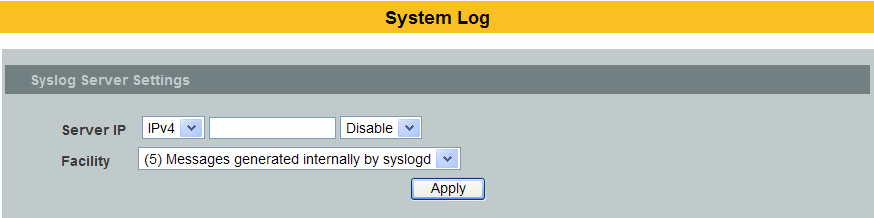 System Log
Syslog Server Settings
Server IP IPv4 Disable
Facility (5) Messages generated internally by syslogd
Apply